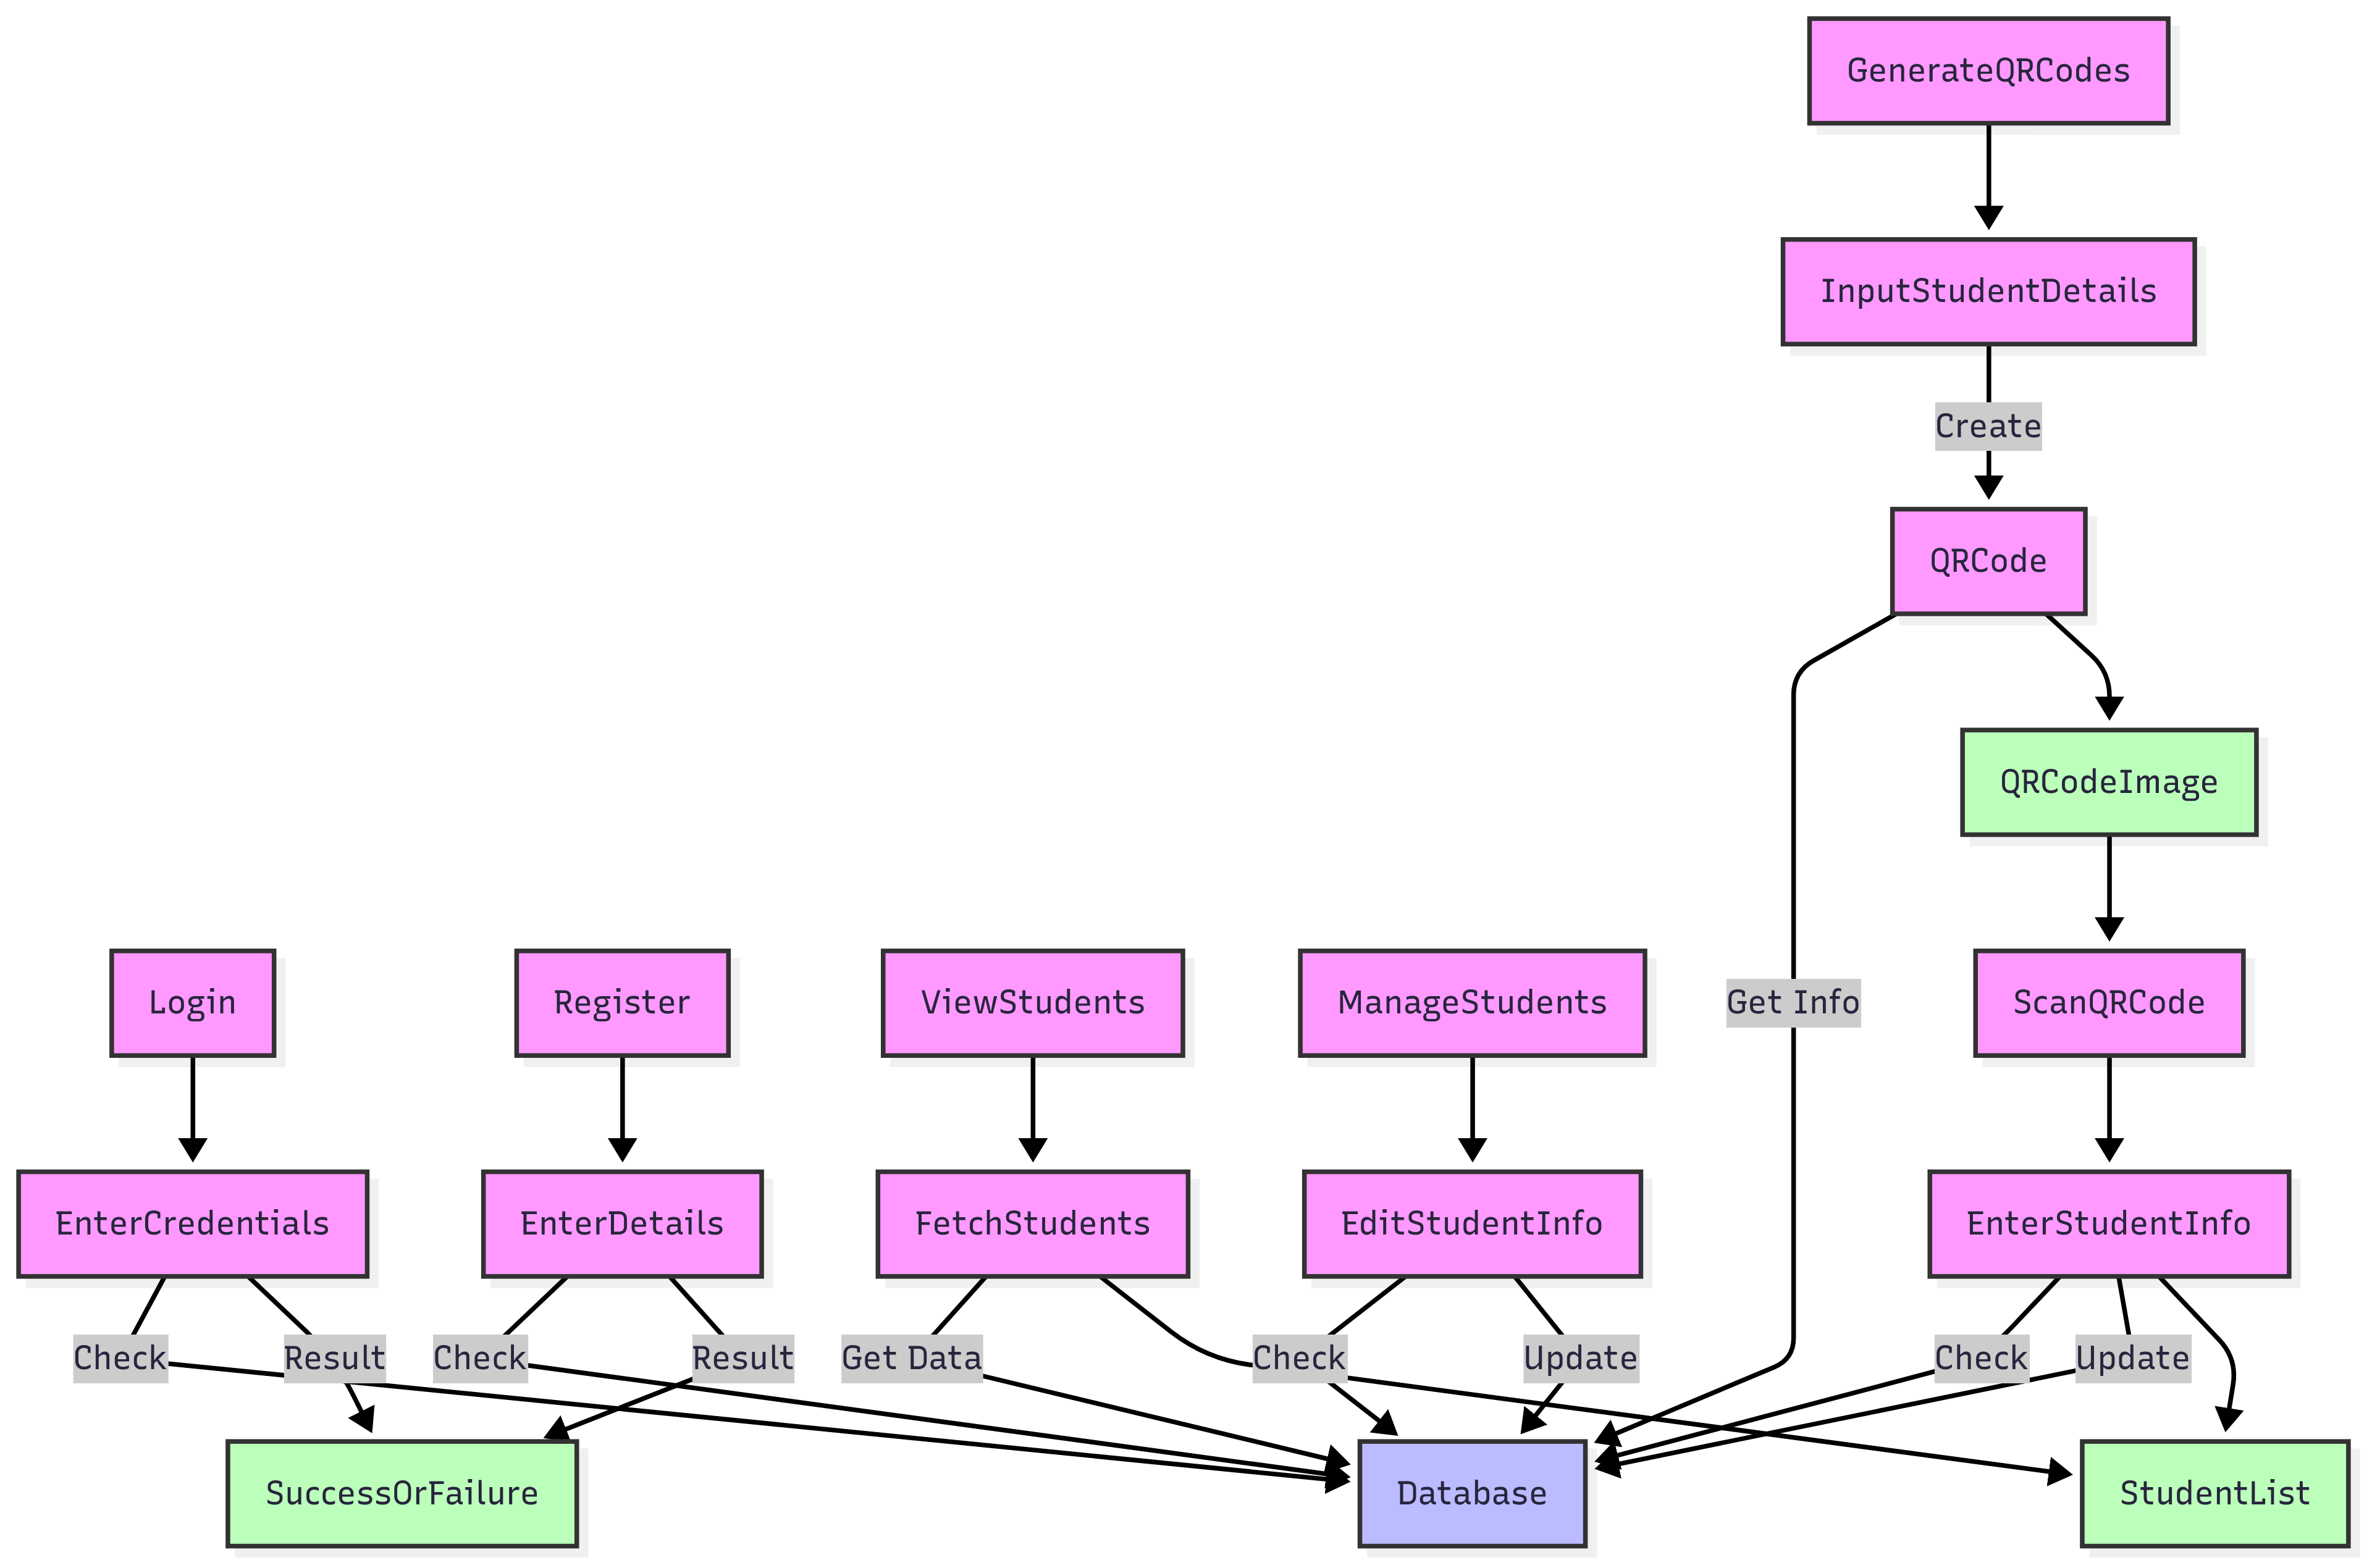 GenerateQRCodes
InputStudentDetails
Create
QRCode
QRCodeImage
Login
Register
ViewStudents
ManageStudents
Get Info
ScanQRCode
EnterCredentials
EnterDetails
FetchStudents
EditStudentInfo
EnterStudentInfo
Check
Result
Check
Result
Get Data
Check
Update
Check
Update
SuccessOrFailure
Database
StudentList